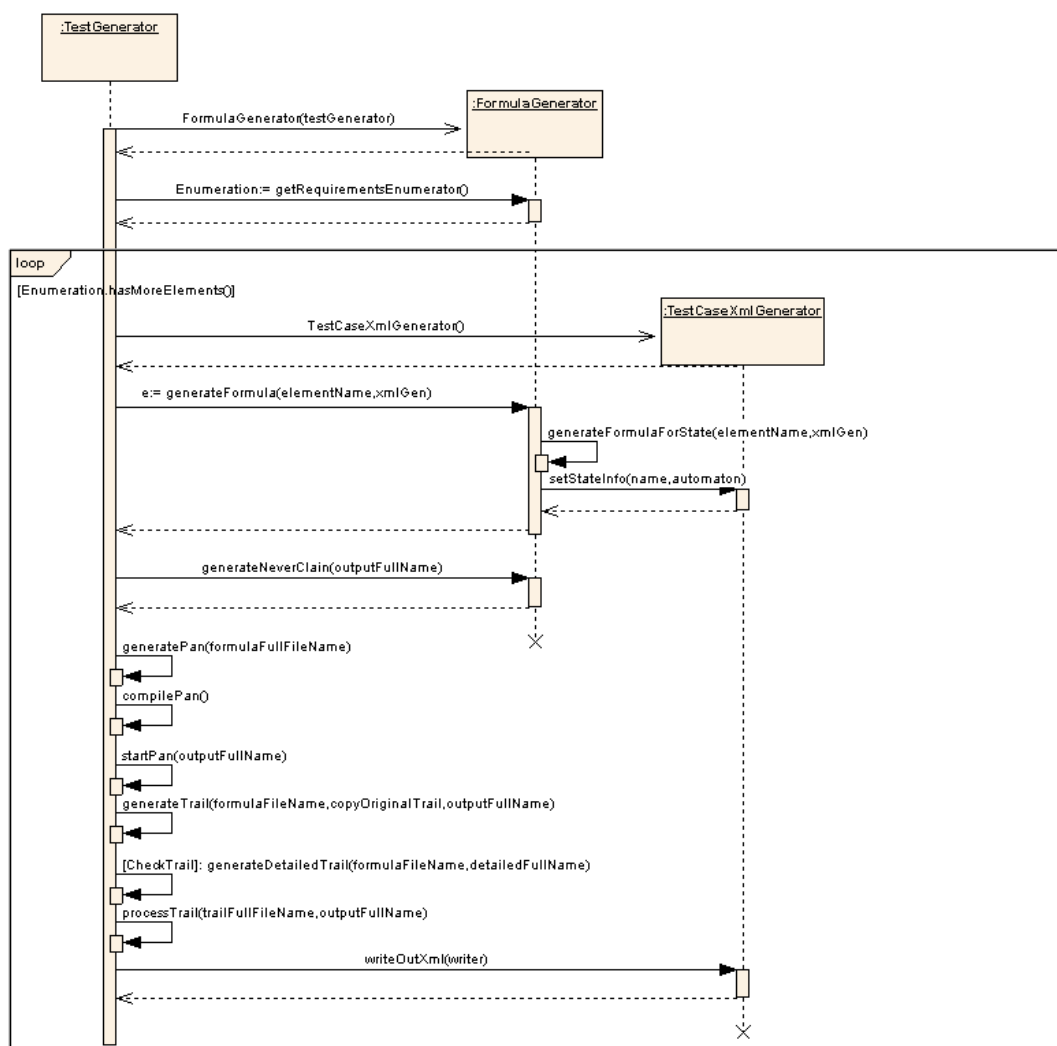 :TestGenerator
:FormulaGenerator
FormulaGenerator(testGenerator)
Enumeration:= getRequirementsEnumerator()
loop
[Enumeration.hasMoreElements()]
:TestCaseXmlGenerator
TestCaseXmlGenerator()
e:= generateFormula(elementName,xmlGen)
generateFormulaForState(elementName,xmlGen)
setStateInfo(name,automaton)
generateNeverClain(outputFullName)
generatePan(formulaFullFileName)
compilePan()
startPan(outputFullName)
generateTrail(formulaFileName,copyOriginalTrail,outputFullName)
[CheckTrail]: generateDetailedTrail(formulaFileName,detailedFullName)
processTrail(trailFullFileName,outputFullName)
writeOutXml(writer)